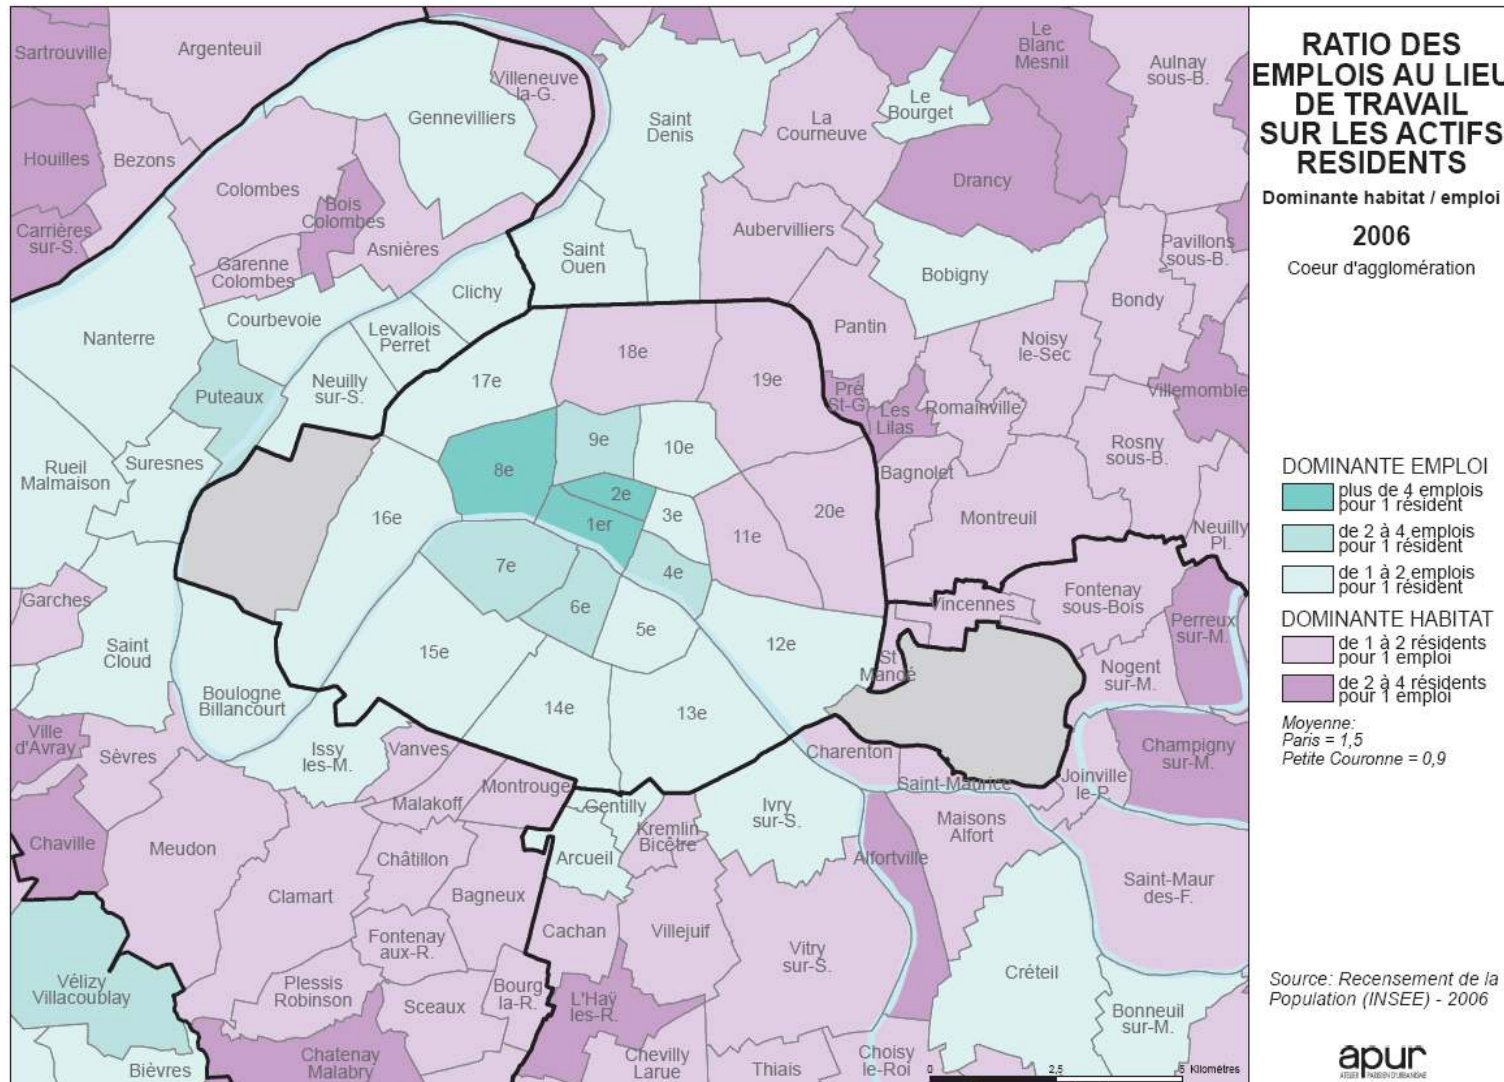 RATIO DES
EMPLOIS AU LIEU
DE TRAVAIL
SUR LES ACTIFS
RESIDENTS
Dominante habitat / emploi
2006
Coeur d'agglomération
DOMINANTE EMPLOI
plus de 4 emplois
pour 1 résident
de 2 à 4 emplois
pour 1 résident
de 1 à 2 emplois
pour 1 résident
DOMINANTE HABITAT
de 1 à 2 résidents
pour 1 emploi
de 2 à 4 résidents
pour 1 emploi
Moyenne:
Paris = 1,5
Petite Couronne = 0,9
Source: Recensement de la
Population (INSEE) - 2006
apur
ATELIER PARISIEN D'URBANISME
Sartrouville
Argenteuil
Villeneuve
la-G.
Gennevilliers
Saint
Denis
La
Courneuve
Le
Bourget
Le
Blanc
Mesnil
Aulnay
sous-B.
Houilles
Bezons
Colombes
Bois
Colombes
Drancy
Carrières
sur-S.
Garenne
Colombes
Asnières
Aubervilliers
Pavillons
sous-B.
Saint
Ouen
Bobigny
Bondy
Clichy
Courbevoie
Levallois
Perret
Nanterre
Pantin
Noisy
le-Sec
18e
19e
17e
Neuilly
sur-S.
Puteaux
Pré
St-G.
Les
Lilas
Romainville
Villemomble
9e
10e
8e
Rosny
sous-B.
Rueil
Malmaison
Suresnes
Bagnolet
2e
1er
3e
16e
11e
20e
Montreuil
Neuilly
Pl.
7e
4e
6e
5e
Garches
Saint
Cloud
Vincennes
Fontenay
sous-Bois
Perreux
sur-M.
15e
12e
St
Mandé
Nogent
sur-M.
Boulogne
Billancourt
14e
13e
Ville
d'Avray
Sèvres
Issy
les-M.
Vanves
Charenton
Champigny
sur-M.
Montrouge
Malakoff
Saint-Maurice
Joinville
le-P.
Gentilly
Ivry
sur-S.
Kremlin
Bicêtre
Maisons
Alfort
Chaville
Meudon
Châtillon
Arcueil
Alfortville
Clamart
Bagneux
Saint-Maur
des-F.
Fontenay
aux-R.
Cachan
Villejuif
Vitry
sur-S.
Vélizy
Villacoublay
Plessis
Robinson
Sceaux
Bourg
la-R.
L'Haÿ
les-R.
Créteil
Bonneuil
sur-M.
Bièvres
Chatenay
Malabry
Chevilly
Larue
Thiais
Choisy
le-Roi
0 2,5 5 Kilomètres